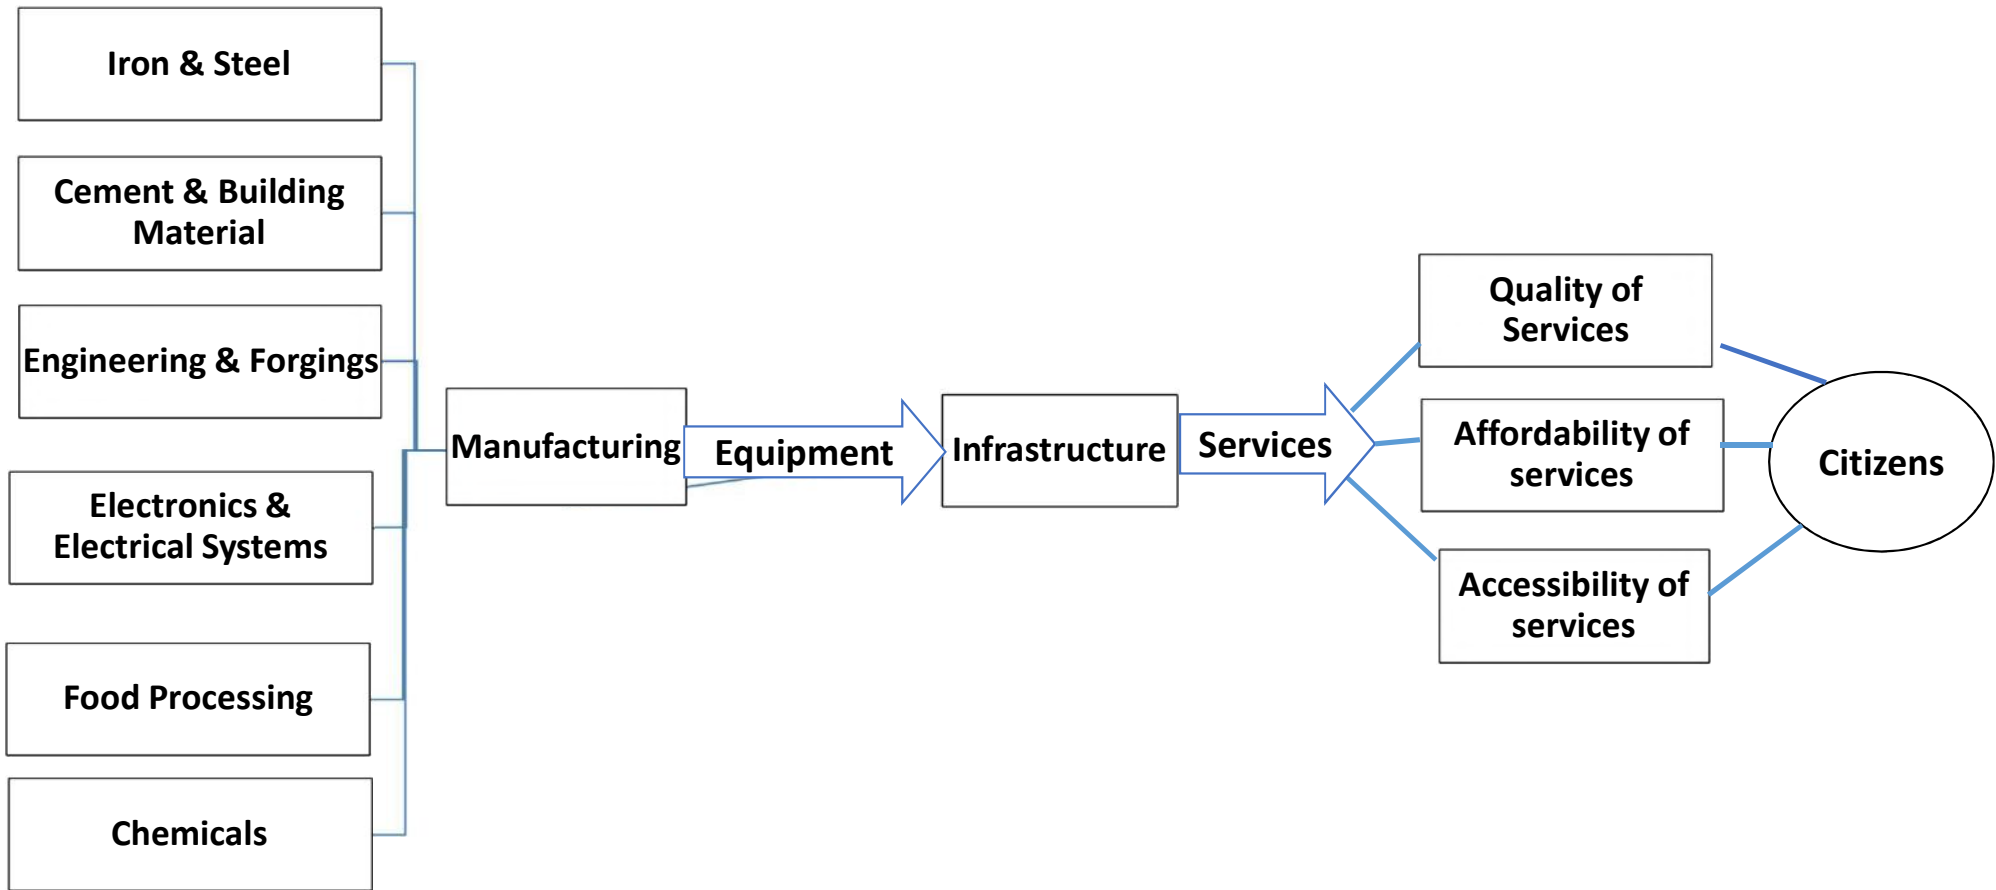 Iron & Steel
Cement & Building
Material
Engineering & Forgings
Electronics &
Electrical Systems
Food Processing
Chemicals
Manufacturing
Equipment
Infrastructure
Services
Quality of
Services
Affordability of
services
Accessibility of
services
Citizens